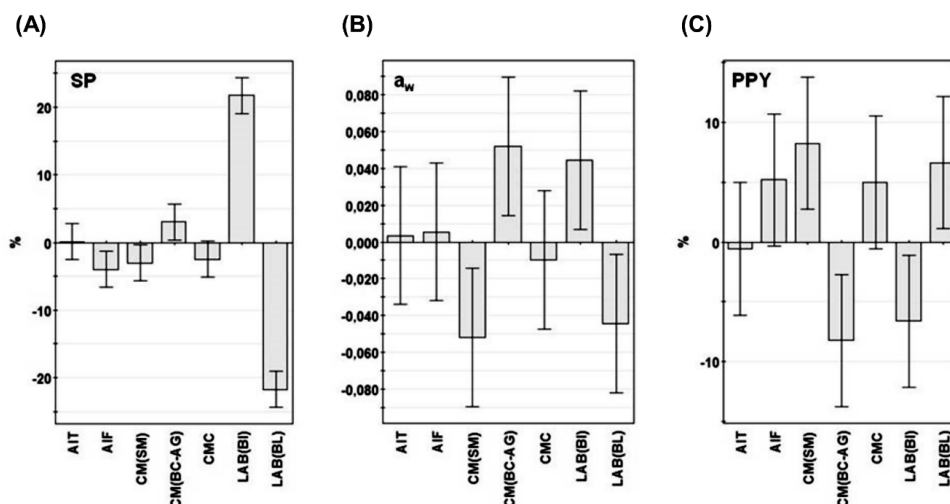 (A)
SP
%
20
10
0
-10
-20
AIT
AIF
CM(SM)
CM(BC-AG)
CMC
LAB(BI)
LAB(BL)
(B)
aw
0,080
0,060
0,040
0,020
0,000
-0,020
-0,040
-0,060
-0,080
AIT
AIF
CM(SM)
CM(BC-AG)
CMC
LAB(BI)
LAB(BL)
(C)
PPY
%
10
0
-10
AIT
AIF
CM(SM)
CM(BC-AG)
CMC
LAB(BI)
LAB(BL)